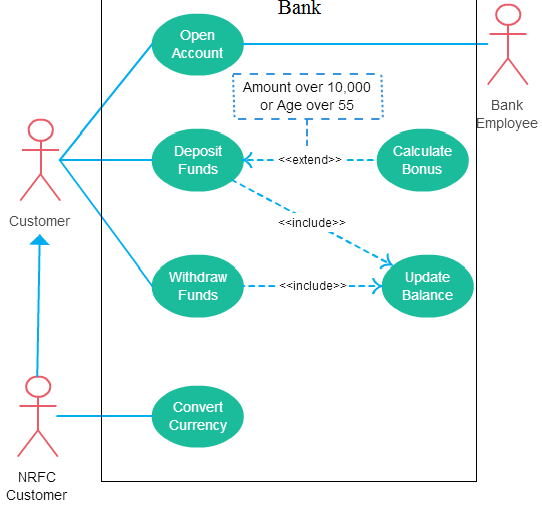 Bank
Open
Account
Bank
Employee
Amount over 10,000
or Age over 55
Deposit
Funds
<<extend>>
Calculate
Bonus
Customer
<<include>>
Withdraw
Funds
<<include>>
Update
Balance
Convert
Currency
NRFC
Customer